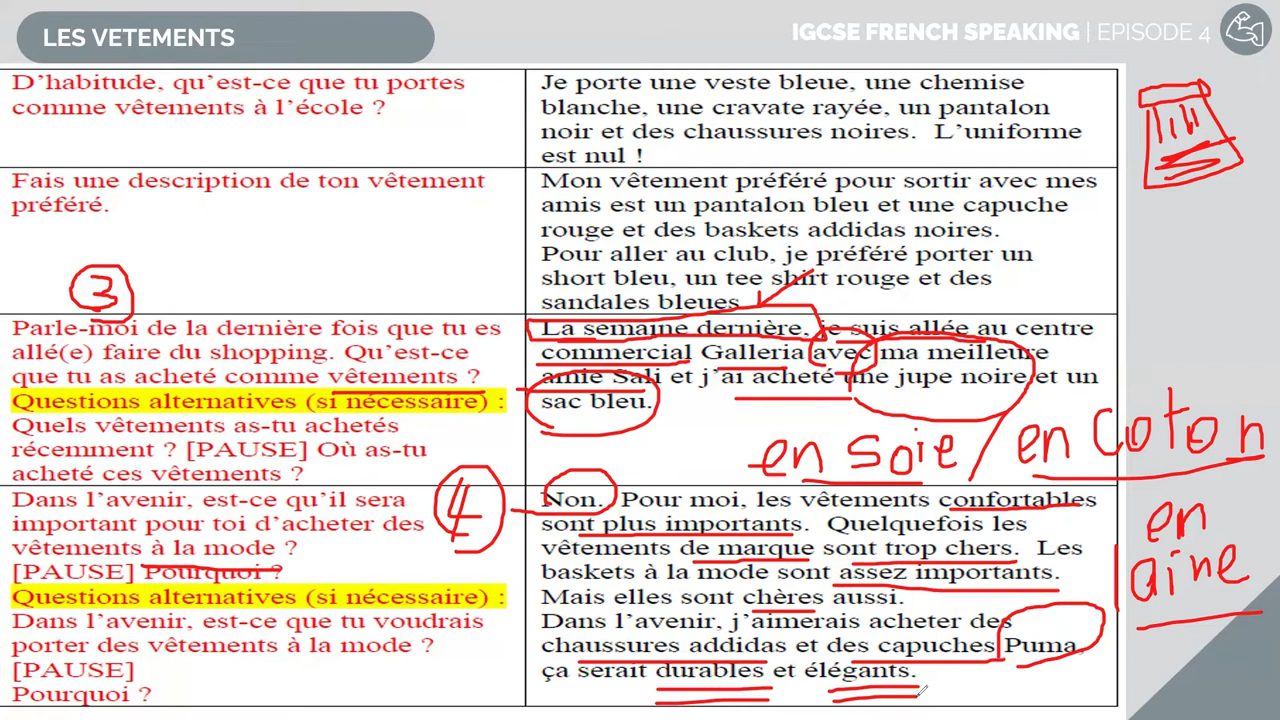 LES VETEMENTS
IGCSE FRENCH SPEAKING | EPISODE 4
D'habitude, qu'est-ce que tu portes
comme vêtements à l'école ?
Je porte une veste bleue, une chemise
blanche, une cravate rayée, un pantalon
noir et des chaussures noires. L'uniforme
est nul !
Fais une description de ton vêtement
préféré.
Mon vêtement préféré pour sortir avec mes
amis est un pantalon bleu et une capuche
rouge et des baskets addidas noires.
Pour aller au club, je préféré porter un
short bleu, un tee shirt rouge et des
sandales bleues
3
Parle-moi de la dernière fois que tu es
allé(e) faire du shopping. Qu'est-ce
que tu as acheté comme vêtements ?
Questions alternatives (si nécessaire) :
Quels vêtements as-tu achetés
récemment ? [PAUSE] Où as-tu
acheté ces vêtements ?
La semaine dernière, je suis allée au centre
commercial Galleria avec ma meilleure
amie Sali et j'ai acheté une jupe noire et un
sac bleu.
en soie / en coton
en
laine
4
Dans l'avenir, est-ce qu'il sera
important pour toi d'acheter des
vêtements à la mode ?
[PAUSE] Pourquoi ?
Questions alternatives (si nécessaire) :
Dans l'avenir, est-ce que tu voudrais
porter des vêtements à la mode ?
[PAUSE]
Pourquoi ?
Non. Pour moi, les vêtements confortables
sont plus importants. Quelquefois les
vêtements de marque sont trop chers. Les
baskets à la mode sont assez importants.
Mais elles sont chères aussi.
Dans l'avenir, j'aimerais acheter des
chaussures addidas et des capuches Puma,
ça serait durables et élégants.